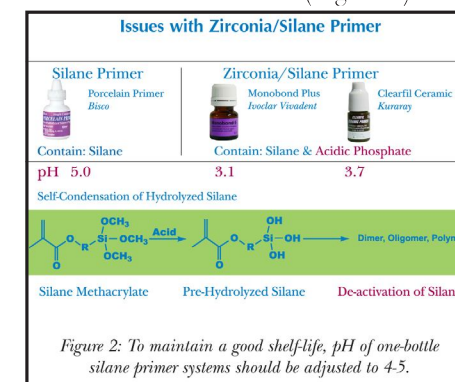 Issues with Zirconia/Silane Primer
Silane Primer
Porcelain Primer
Bisco
Zirconia/Silane Primer
Monobond Plus
Ivoclar Vivadent
Clearfil Ceramic
Kuraray
Contain: Silane
Contain: Silane & Acidic Phosphate
pH 5.0 3.1 3.7
Self-Condensation of Hydrolyzed Silane
OCH3
O R Si OCH3
OCH3
O
Acid
OH
O R Si OH
OH
O
Dimer, Oligomer, Polym
Silane Methacrylate Pre-Hydrolyzed Silane De-activation of Silan
Figure 2: To maintain a good shelf-life, pH of one-bottle
silane primer systems should be adjusted to 4-5.